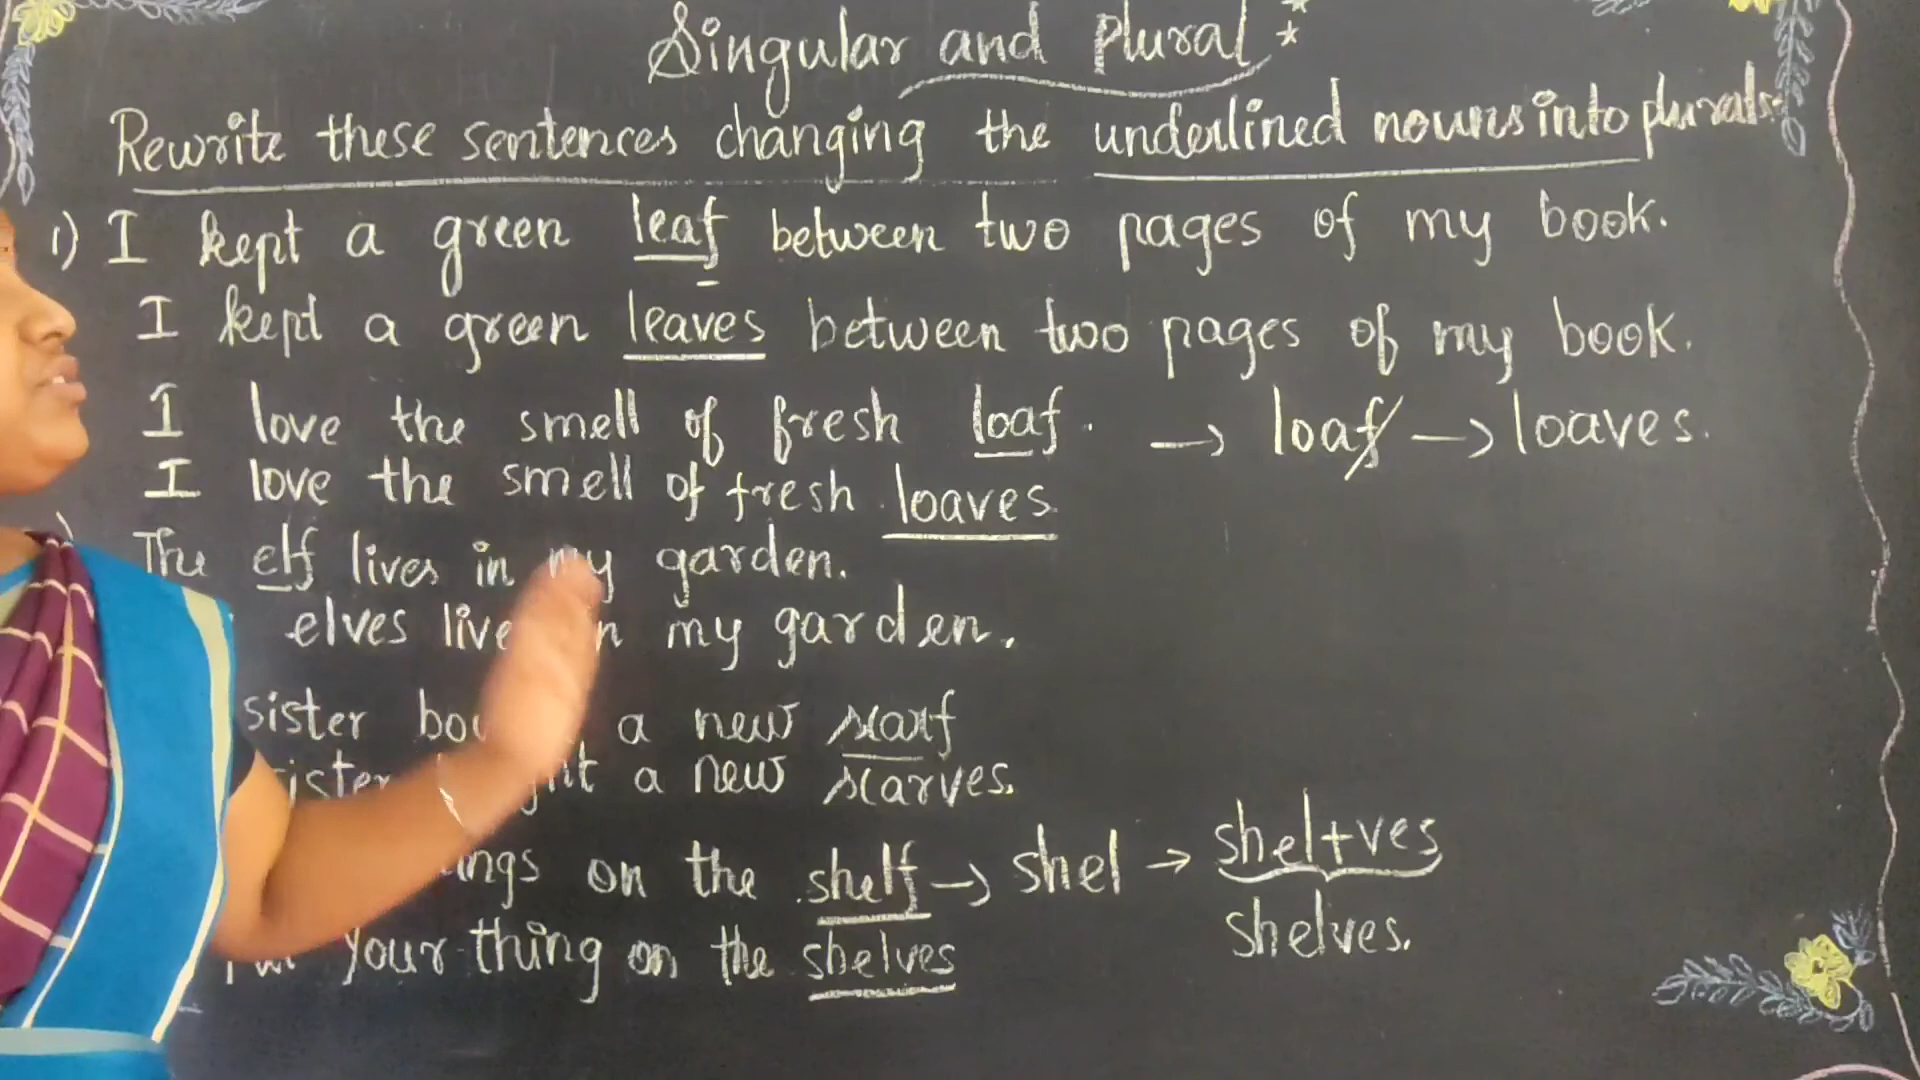 Singular and Plural
Rewrite these sentences changing the underlined nouns into plurals.
1) I kept a green leaf between two pages of my book.
I kept a green leaves between two pages of my book.
I love the smell of fresh loaf. → loaf → loaves.
I love the smell of fresh loaves
The elf lives in my garden.
elves live in my garden.
sister a new scarf
sister a new scarves.
on the shelf → shel → shel+ves
shelves.
your thing on the shelves